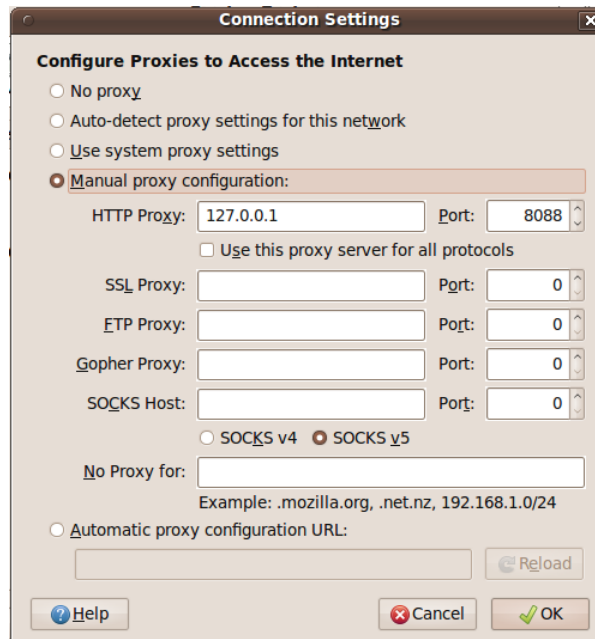 Connection Settings
Configure Proxies to Access the Internet
No proxy
Auto-detect proxy settings for this network
Use system proxy settings
Manual proxy configuration:
HTTP Proxy: 127.0.0.1 Port: 8088
Use this proxy server for all protocols
SSL Proxy: Port: 0
FTP Proxy: Port: 0
Gopher Proxy: Port: 0
SOCKS Host: Port: 0
SOCKS v4 SOCKS v5
No Proxy for:
Example: .mozilla.org, .net.nz, 192.168.1.0/24
Automatic proxy configuration URL:
Reload
Help Cancel OK